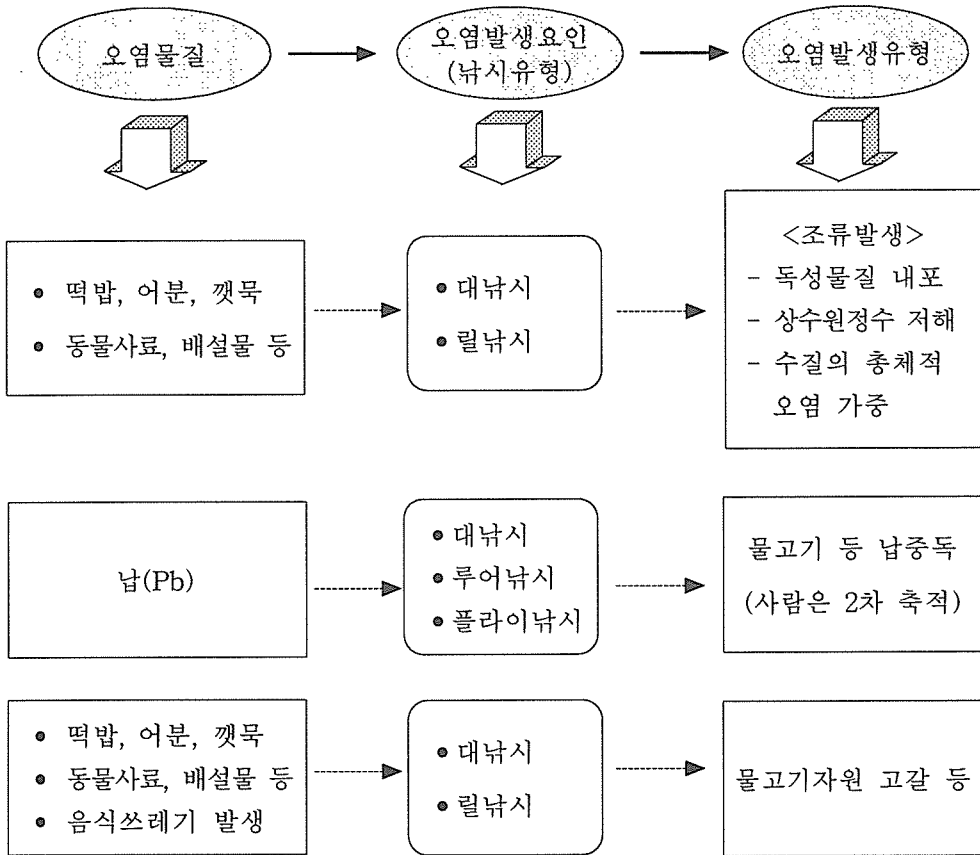 오염물질
오염발생요인
(낚시유형)
오염발생유형
• 떡밥, 어분, 깻묵
• 동물사료, 배설물 등
• 대낚시
• 릴낚시
<조류발생>
- 독성물질 내포
- 상수원정수 저해
- 수질의 총체적
오염 가중
납(Pb)
• 대낚시
• 루어낚시
• 플라이낚시
물고기 등 납중독
(사람은 2차 축적)
• 떡밥, 어분, 깻묵
• 동물사료, 배설물 등
• 음식쓰레기 발생
• 대낚시
• 릴낚시
물고기자원 고갈 등